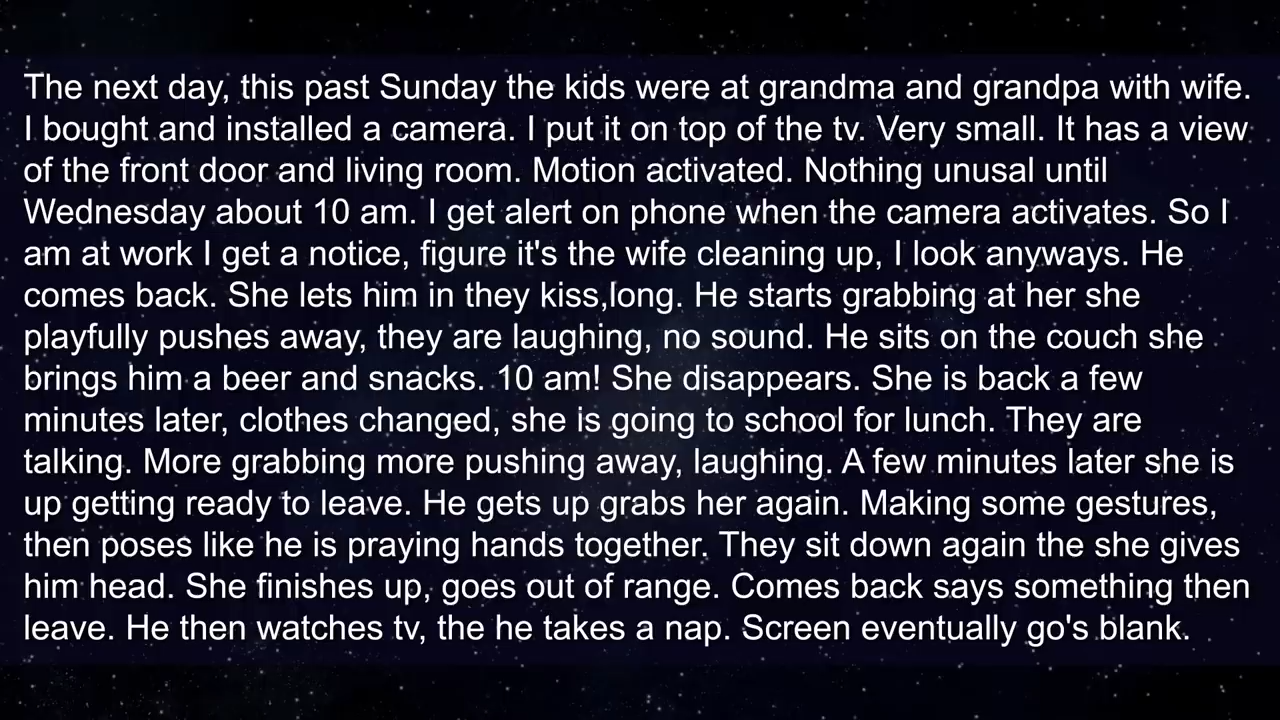 The next day, this past Sunday the kids were at grandma and grandpa with wife.
I bought and installed a camera. I put it on top of the tv. Very small. It has a view
of the front door and living room. Motion activated. Nothing unusal until
Wednesday about 10 am. I get alert on phone when the camera activates. So I
am at work I get a notice, figure it's the wife cleaning up, I look anyways. He
comes back. She lets him in they kiss,long. He starts grabbing at her she
playfully pushes away, they are laughing, no sound. He sits on the couch she
brings him a beer and snacks. 10 am! She disappears. She is back a few
minutes later, clothes changed, she is going to school for lunch. They are
talking. More grabbing more pushing away, laughing. A few minutes later she is
up getting ready to leave. He gets up grabs her again. Making some gestures,
then poses like he is praying hands together. They sit down again the she gives
him head. She finishes up, goes out of range. Comes back says something then
leave. He then watches tv, the he takes a nap. Screen eventually go's blank.